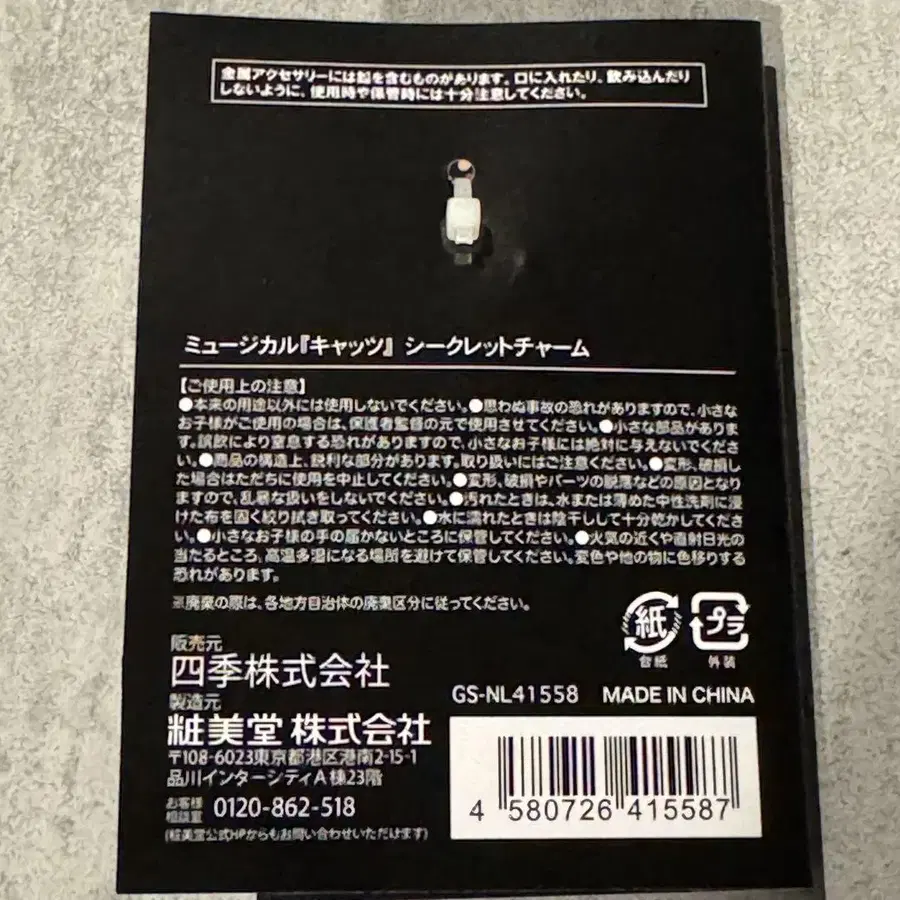 金属アクセサリーには鉛を含むものがあります。口に入れたり、飲み込んだり
しないように、使用時や保管時には十分注意してください。
ミュージカル『キャッツ』 シークレットチャーム
【ご使用上の注意】
●本来の用途以外には使用しないでください。●思わぬ事故の恐れがありますので、小さな
お子様がご使用の場合は、保護者監督の元で使用させてください。●小さな部品がありま
す。誤飲により窒息する恐れがありますので、小さなお子様には絶対に与えないでくださ
い。●商品の構造上、鋭利な部分があります。取り扱いにはご注意ください。●変形、破損し
た場合はただちに使用を中止してください。●変形、破損やパーツの脱落などの原因となり
ますので、乱暴な扱いをしないでください。●汚れたときは、水または薄めた中性洗剤に浸
けた布を固く絞り拭き取ってください。●水に濡れたときは陰干しして十分乾かしてくださ
い。●小さなお子様の手の届かないところに保管してください。●火気の近くや直射日光の
当たるところ、高温多湿になる場所を避けて保管してください。変色や他の物に色移りする
恐れがあります。
※廃棄の際は、各地方自治体の廃棄区分に従ってください。
紙 プラ
台紙 外装
販売元
四季株式会社
製造元
粧美堂 株式会社
〒108-6023東京都港区港南2-15-1
品川インターシティA棟23階
お客様相談室 0120-862-518
(粧美堂公式HPからもお問い合わせいただけます)
GS-NL41558 MADE IN CHINA
4 580726 415587